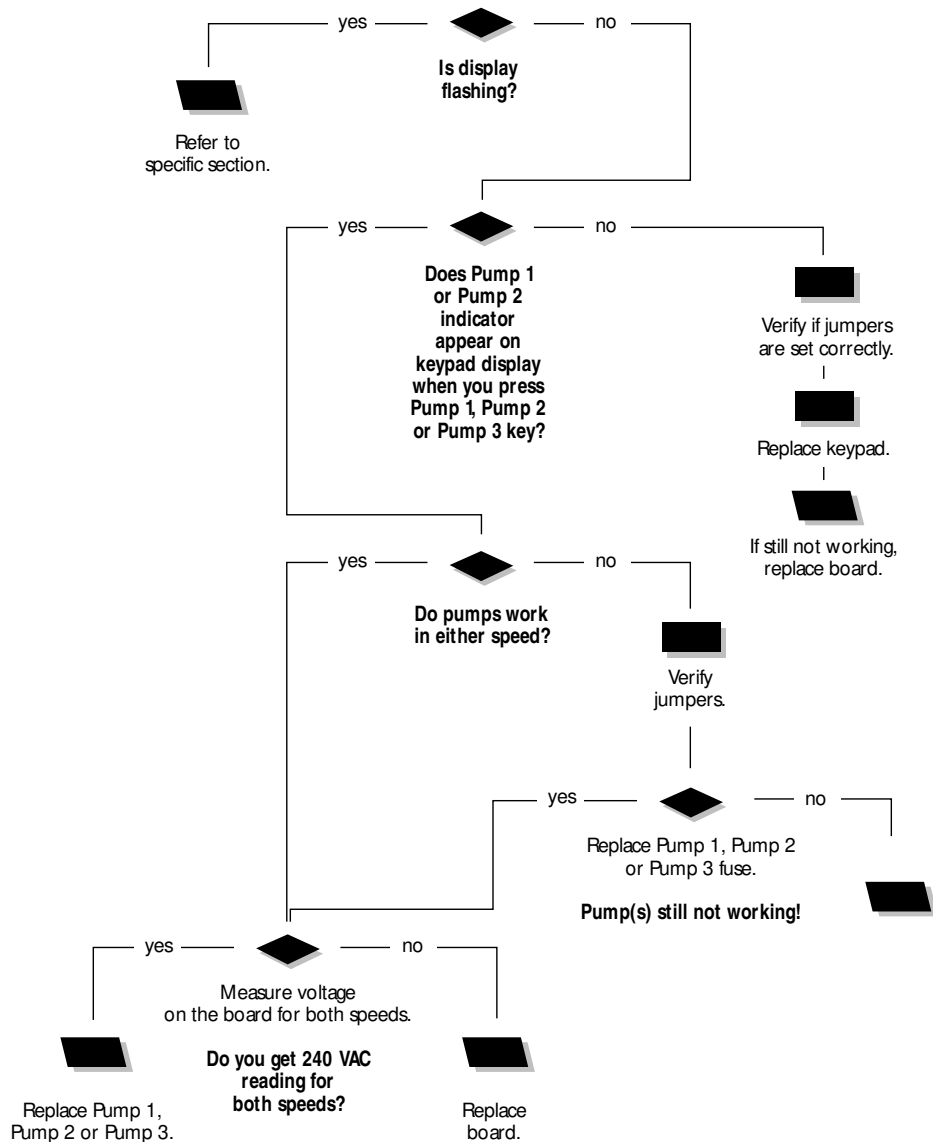 yes
no
Is display
flashing?
Refer to
specific section.
yes
no
Does Pump 1
or Pump 2
indicator
appear on
keypad display
when you press
Pump 1, Pump 2
or Pump 3 key?
Verify if jumpers
are set correctly.
Replace keypad.
If still not working,
replace board.
yes
no
Do pumps work
in either speed?
Verify
jumpers.
yes
no
Replace Pump 1, Pump 2
or Pump 3 fuse.
Pump(s) still not working!
yes
no
Measure voltage
on the board for both speeds.
Do you get 240 VAC
reading for
both speeds?
Replace Pump 1,
Pump 2 or Pump 3.
Replace
board.